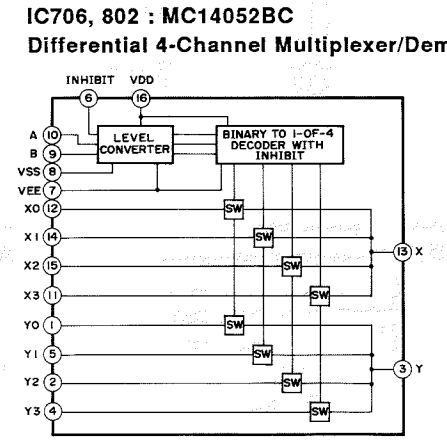 IC706, 802 : MC14052BC
Differential 4-Channel Multiplexer/Dem
INHIBIT VDD
6 16
A 10
B 9
VSS 8
VEE 7
LEVEL
CONVERTER
BINARY TO 1-OF-4
DECODER WITH
INHIBIT
X0 12 SW
X1 14 SW
13 X
X2 15 SW
X3 11 SW
Y0 1 SW
Y1 5 SW
3 Y
Y2 2 SW
Y3 4 SW